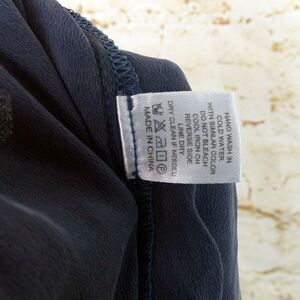 HAND WASH IN
COLD WATER
WITH SIMILAR COLOR
DO NOT BLEACH
COOL IRON ON
REVERSE SIDE
LINE DRY
DRY CLEAN IF NEEDED
MADE IN CHINA